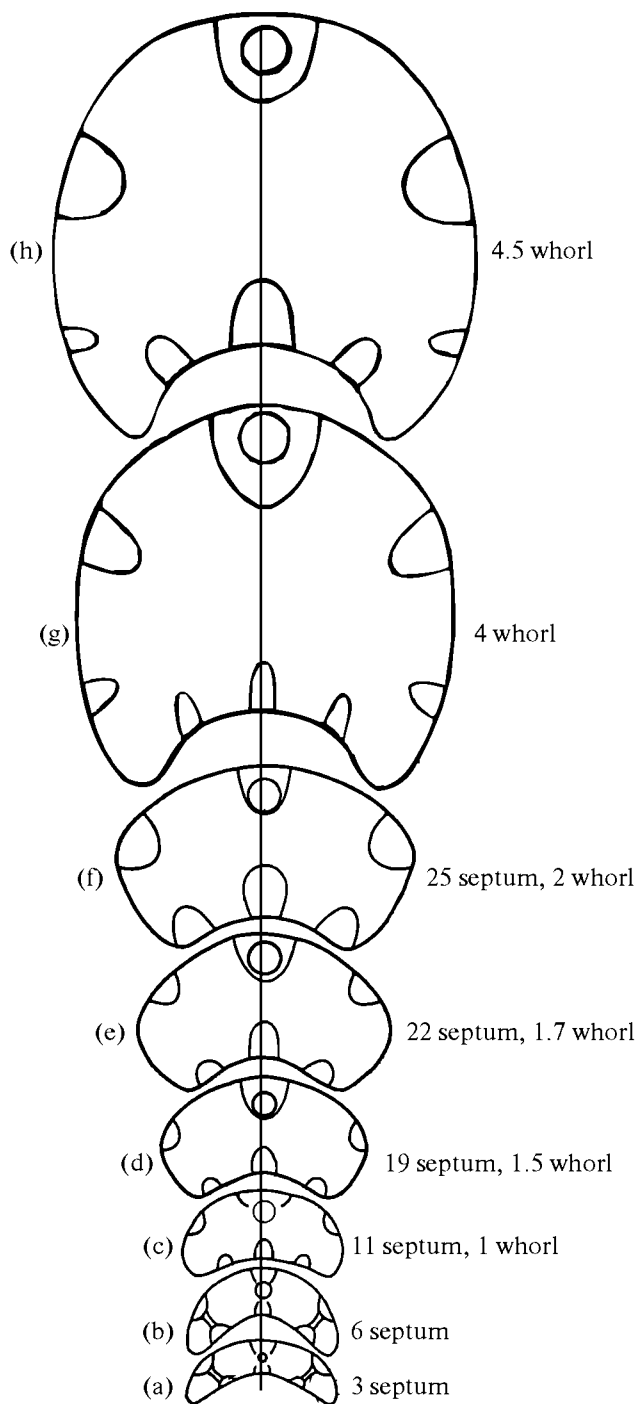 (h) 4.5 whorl
(g) 4 whorl
(f) 25 septum, 2 whorl
(e) 22 septum, 1.7 whorl
(d) 19 septum, 1.5 whorl
(c) 11 septum, 1 whorl
(b) 6 septum
(a) 3 septum